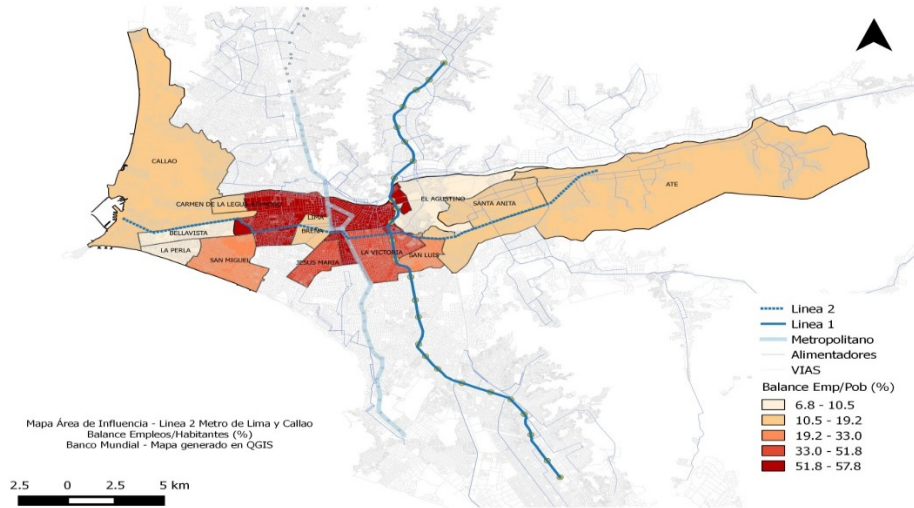 CALLAO
CARMEN DE LA LEGUA
LIMA
BREÑA
EL AGUSTINO
SANTA ANITA
ATE
BELLAVISTA
LA PERLA
SAN MIGUEL
JESUS MARIA
LA VICTORIA
SAN LUIS
Linea 2
Linea 1
Metropolitano
Alimentadores
VIAS
Balance Emp/Pob (%)
6.8 - 10.5
10.5 - 19.2
19.2 - 33.0
33.0 - 51.8
51.8 - 57.8
Mapa Área de Influencia - Linea 2 Metro de Lima y Callao
Balance Empleos/Habitantes (%)
Banco Mundial - Mapa generado en QGIS
2.5 0 2.5 5 km